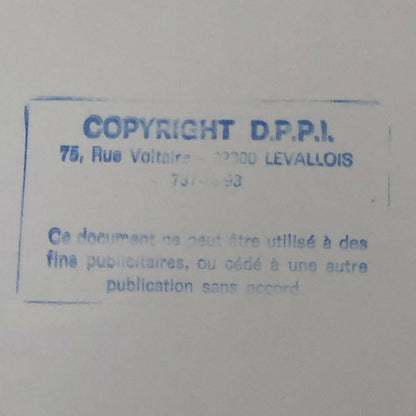 COPYRIGHT D.P.P.I.
75, Rue Voltaire - LEVALLOIS
Ce document ne peut être utilisé à des
fins publicitaires, ou cédé à une autre
publication sans accord